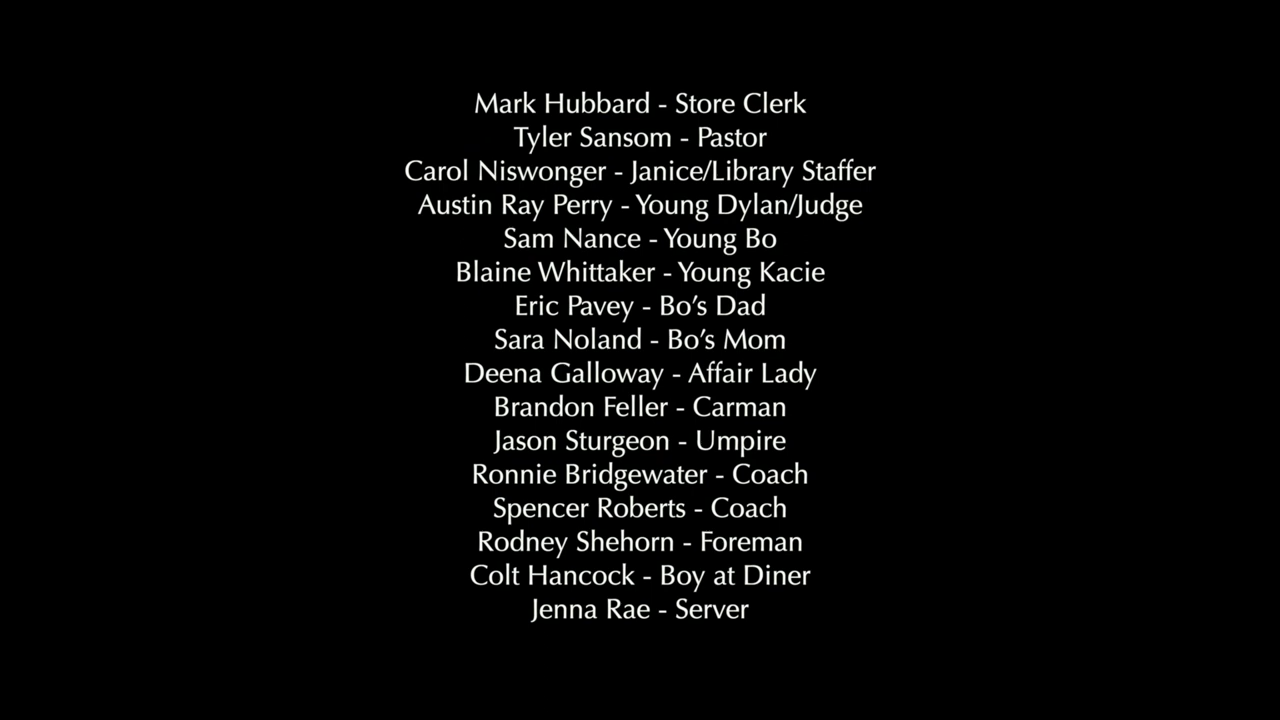 Mark Hubbard - Store Clerk
Tyler Sansom - Pastor
Carol Niswonger - Janice/Library Staffer
Austin Ray Perry - Young Dylan/Judge
Sam Nance - Young Bo
Blaine Whittaker - Young Kacie
Eric Pavey - Bo’s Dad
Sara Noland - Bo’s Mom
Deena Galloway - Affair Lady
Brandon Feller - Carman
Jason Sturgeon - Umpire
Ronnie Bridgewater - Coach
Spencer Roberts - Coach
Rodney Shehorn - Foreman
Colt Hancock - Boy at Diner
Jenna Rae - Server